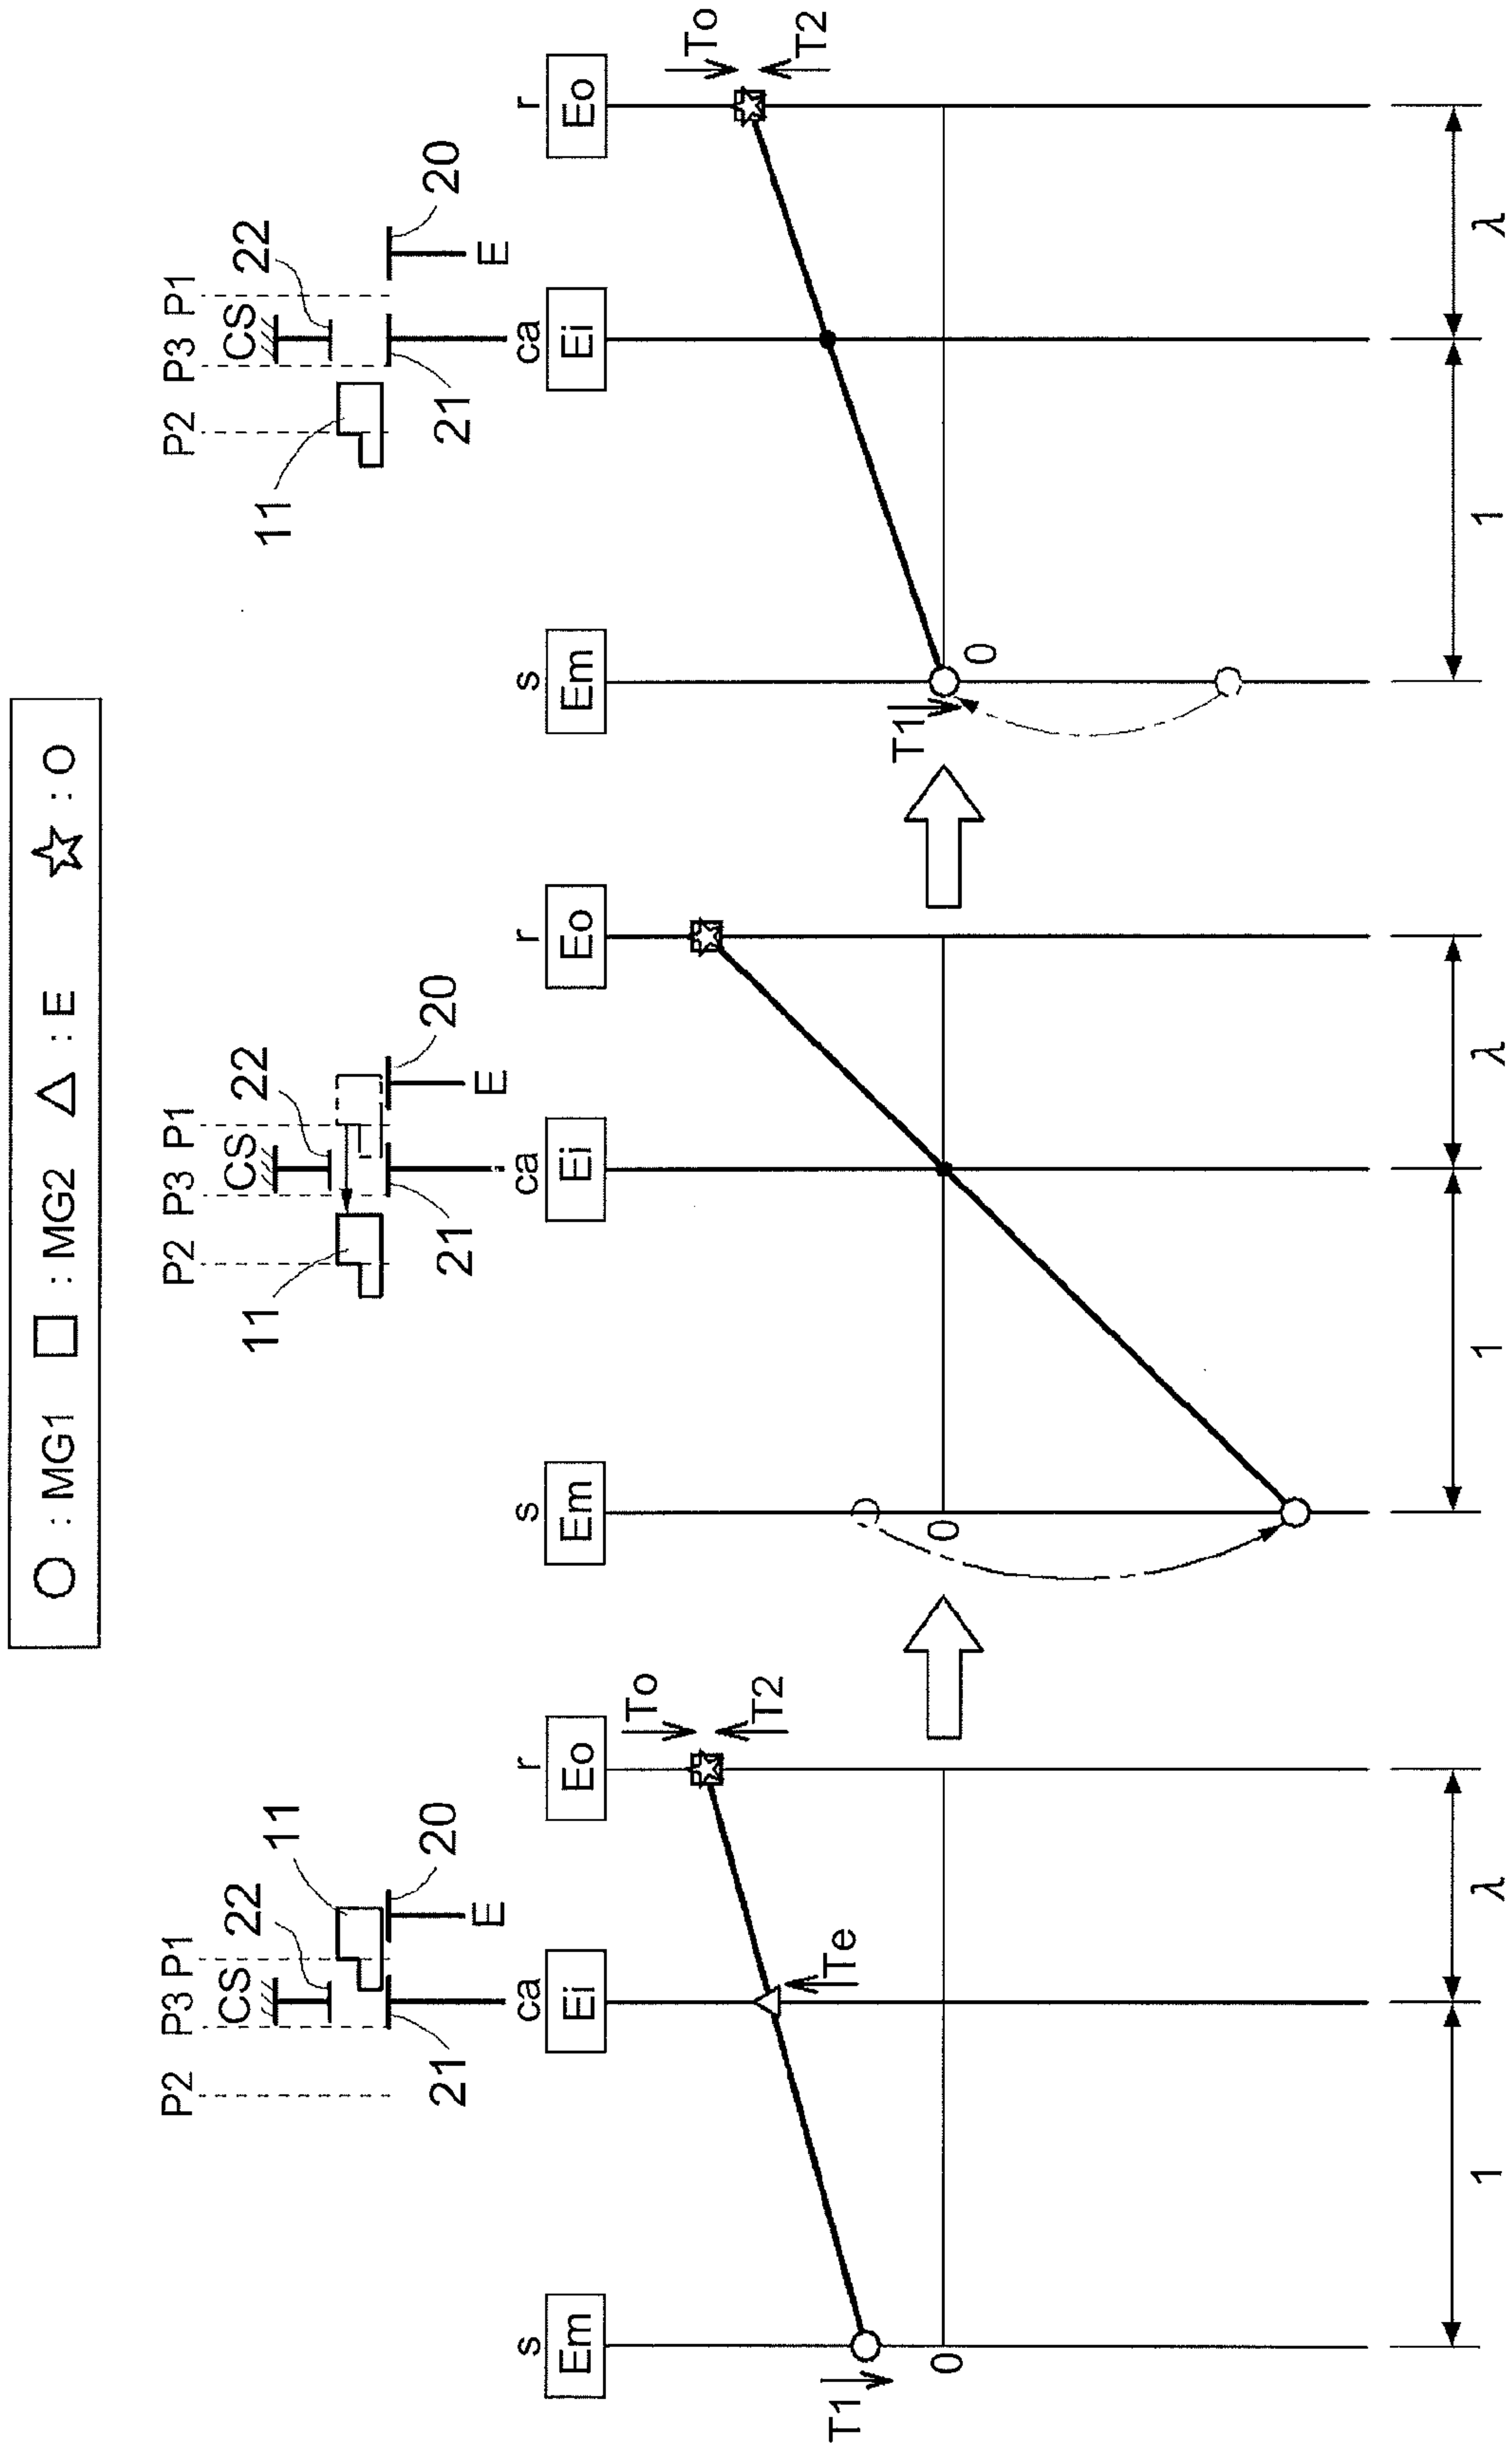 ○ : MG1 □ : MG2 △ : E ☆ : O
P2 P3 P1
CS
22
11
21
20
E
s ca r
Em Ei Eo
To
T2
Te
T1
0
1 λ
P2 P3 P1
CS
22
11
21
20
E
s ca r
Em Ei Eo
0
1 λ
P2 P3 P1
CS
22
11
21
20
E
s ca r
Em Ei Eo
To
T2
T1
0
1 λ